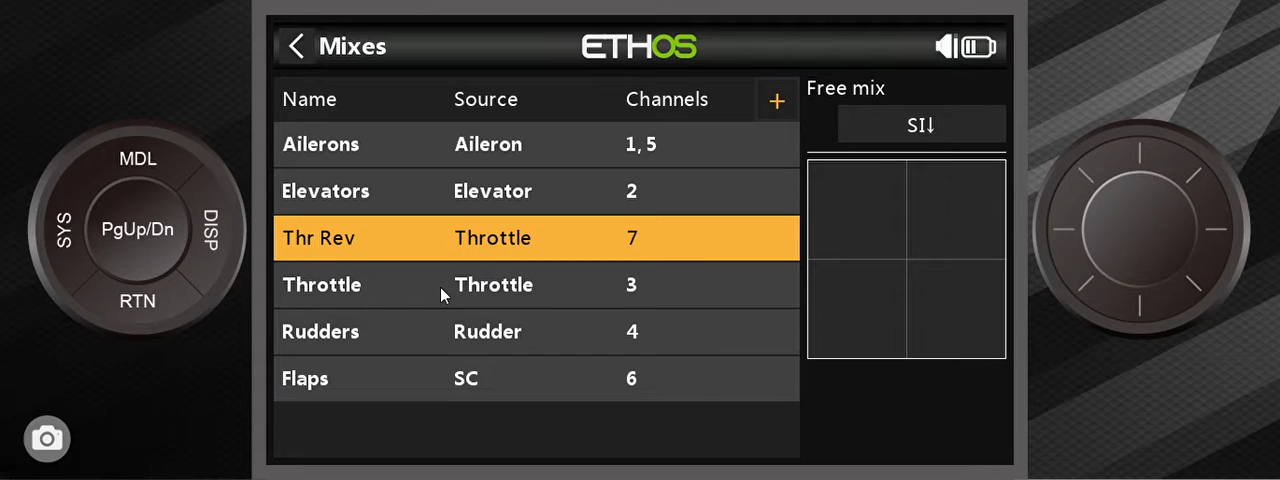 MDL
SYS
PgUp/Dn
DISP
RTN
Mixes
ETHOS
Name Source Channels +
Ailerons Aileron 1, 5
Elevators Elevator 2
Thr Rev Throttle 7
Throttle Throttle 3
Rudders Rudder 4
Flaps SC 6
Free mix
SI↓